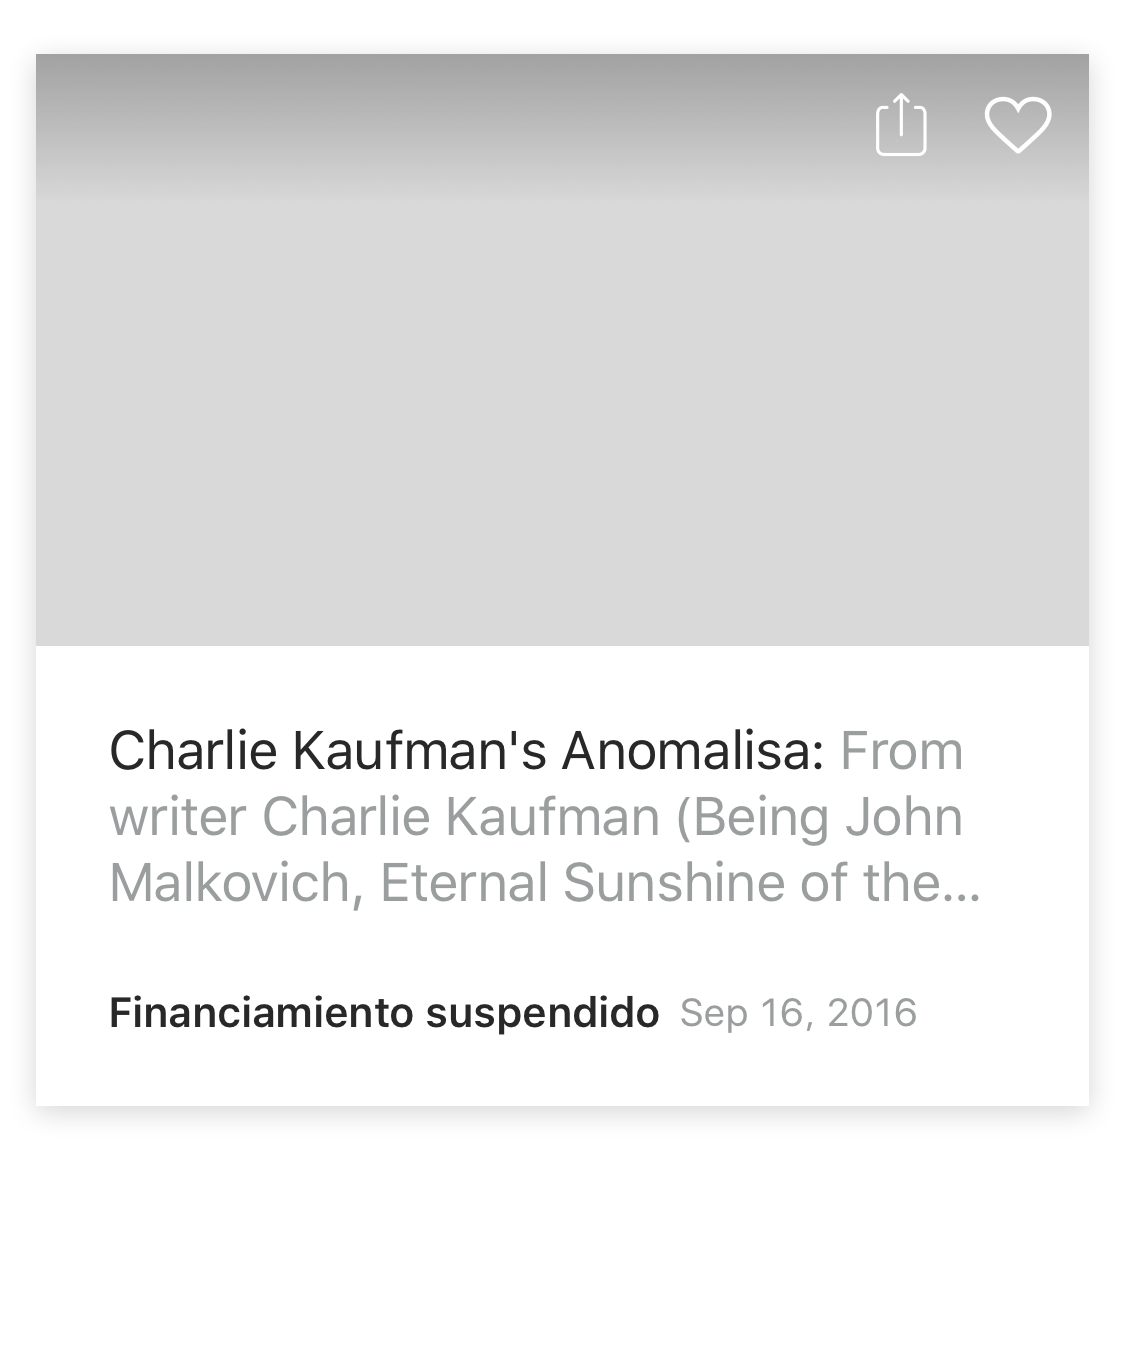 Charlie Kaufman's Anomalisa: From
writer Charlie Kaufman (Being John
Malkovich, Eternal Sunshine of the...
Financiamiento suspendido Sep 16, 2016